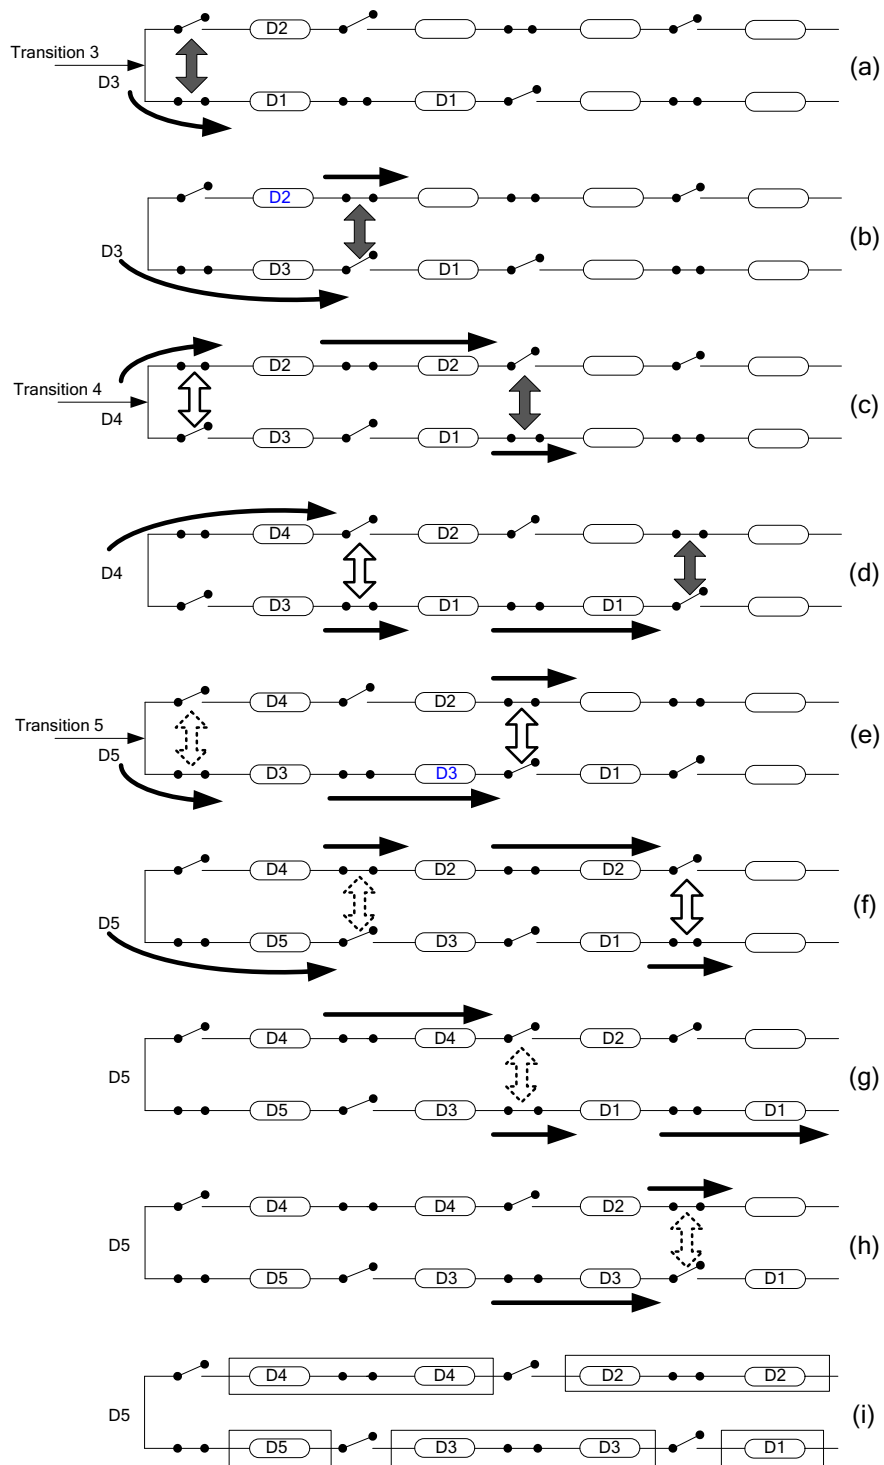 D2
Transition 3
(a)
D3
D1 D1
D2
D3
(b)
D3 D1
D2 D2
Transition 4
(c)
D4
D3 D1
D4 D2
D4
(d)
D3 D1 D1
D4 D2
Transition 5
(e)
D5
D3 D3 D1
D4 D2 D2
D5
(f)
D5 D3 D1
D4 D4 D2
D5
(g)
D5 D3 D1 D1
D4 D4 D2
D5
(h)
D5 D3 D3 D1
D4 D4 D2 D2
D5
(i)
D5 D3 D3 D1